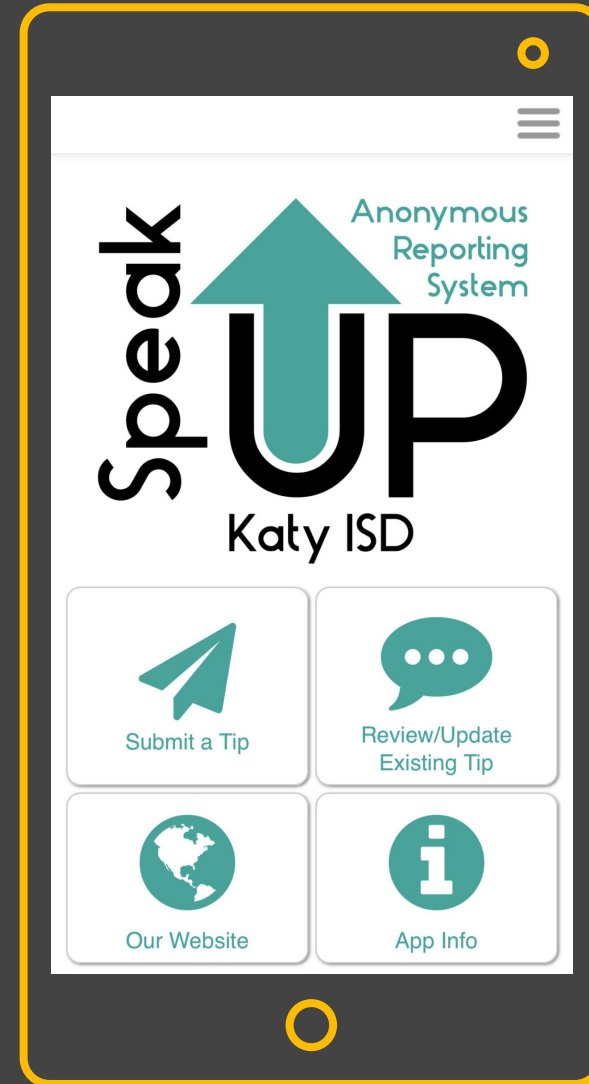 Speak
UP
Anonymous
Reporting
System
Katy ISD
Submit a Tip
Review/Update
Existing Tip
Our Website
App Info